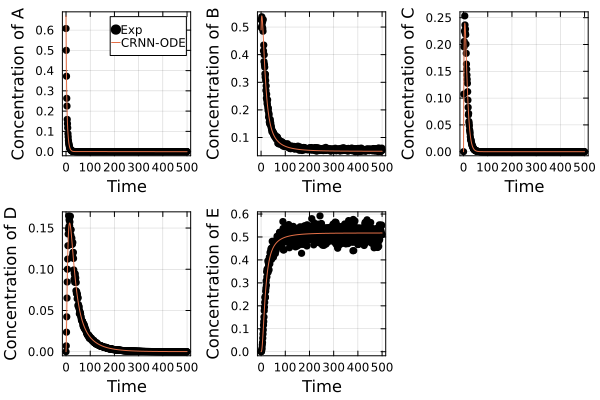 Concentration of A
0.6
0.5
0.4
0.3
0.2
0.1
0.0
Exp
CRNN-ODE
0 100 200 300 400 500
Time
Concentration of B
0.5
0.4
0.3
0.2
0.1
0 100 200 300 400 500
Time
Concentration of C
0.25
0.20
0.15
0.10
0.05
0.00
0 100 200 300 400 500
Time
Concentration of D
0.15
0.10
0.05
0.00
0 100 200 300 400 500
Time
Concentration of E
0.6
0.5
0.4
0.3
0.2
0.1
0.0
0 100 200 300 400 500
Time